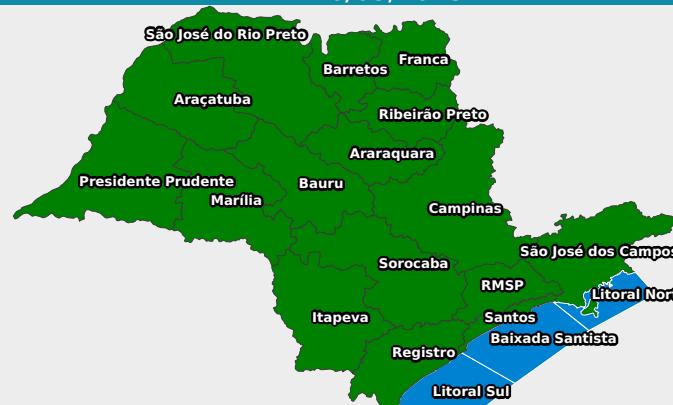 São José do Rio Preto
Franca
Barretos
Araçatuba
Ribeirão Preto
Araraquara
Presidente Prudente
Bauru
Marília
Campinas
São José dos Campos
Sorocaba
RMSP
Litoral Nort
Itapeva
Santos
Baixada Santista
Registro
Litoral Sul